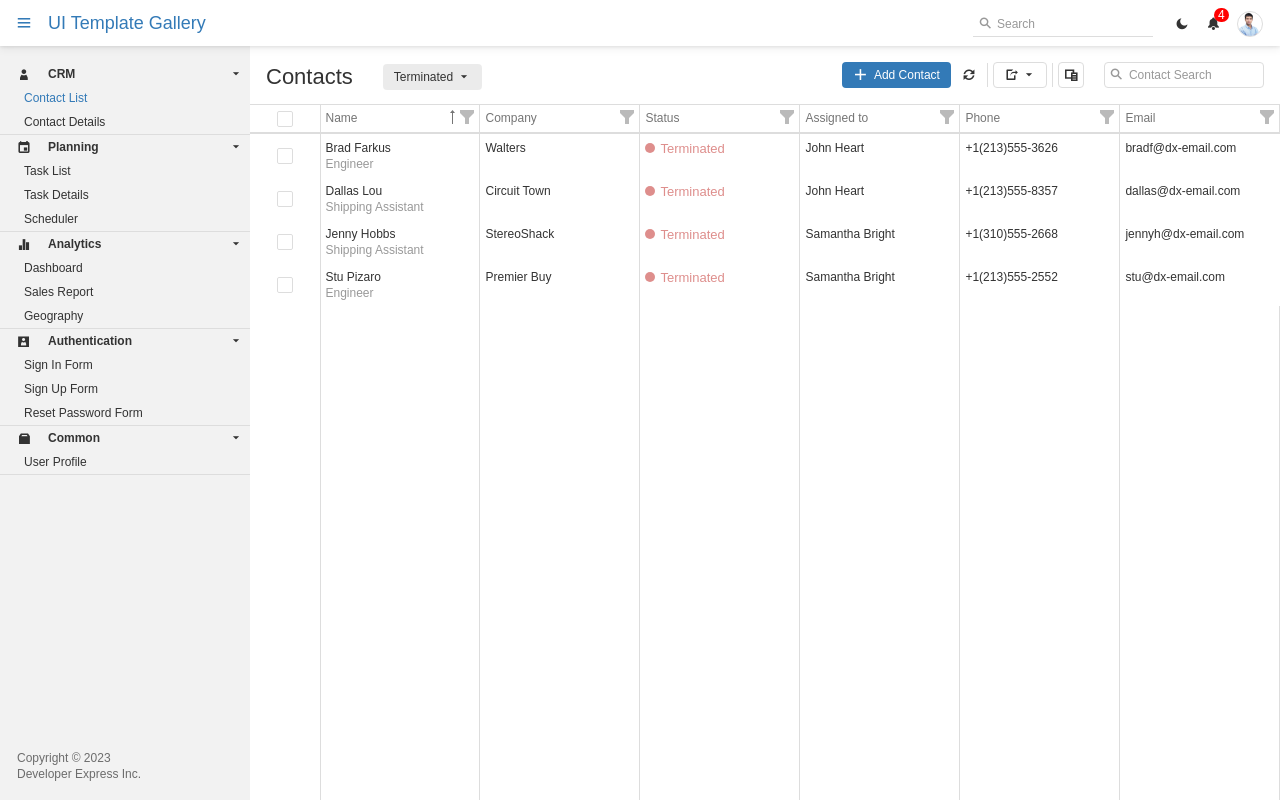 UI Template Gallery
Search
4
CRM
Contact List
Contact Details
Planning
Task List
Task Details
Scheduler
Analytics
Dashboard
Sales Report
Geography
Authentication
Sign In Form
Sign Up Form
Reset Password Form
Common
User Profile
Copyright © 2023
Developer Express Inc.
Contacts
Terminated
Add Contact
Contact Search
Name Company Status Assigned to Phone Email
Brad Farkus Walters Terminated John Heart +1(213)555-3626 bradf@dx-email.com
Engineer
Dallas Lou Circuit Town Terminated John Heart +1(213)555-8357 dallas@dx-email.com
Shipping Assistant
Jenny Hobbs StereoShack Terminated Samantha Bright +1(310)555-2668 jennyh@dx-email.com
Shipping Assistant
Stu Pizaro Premier Buy Terminated Samantha Bright +1(213)555-2552 stu@dx-email.com
Engineer